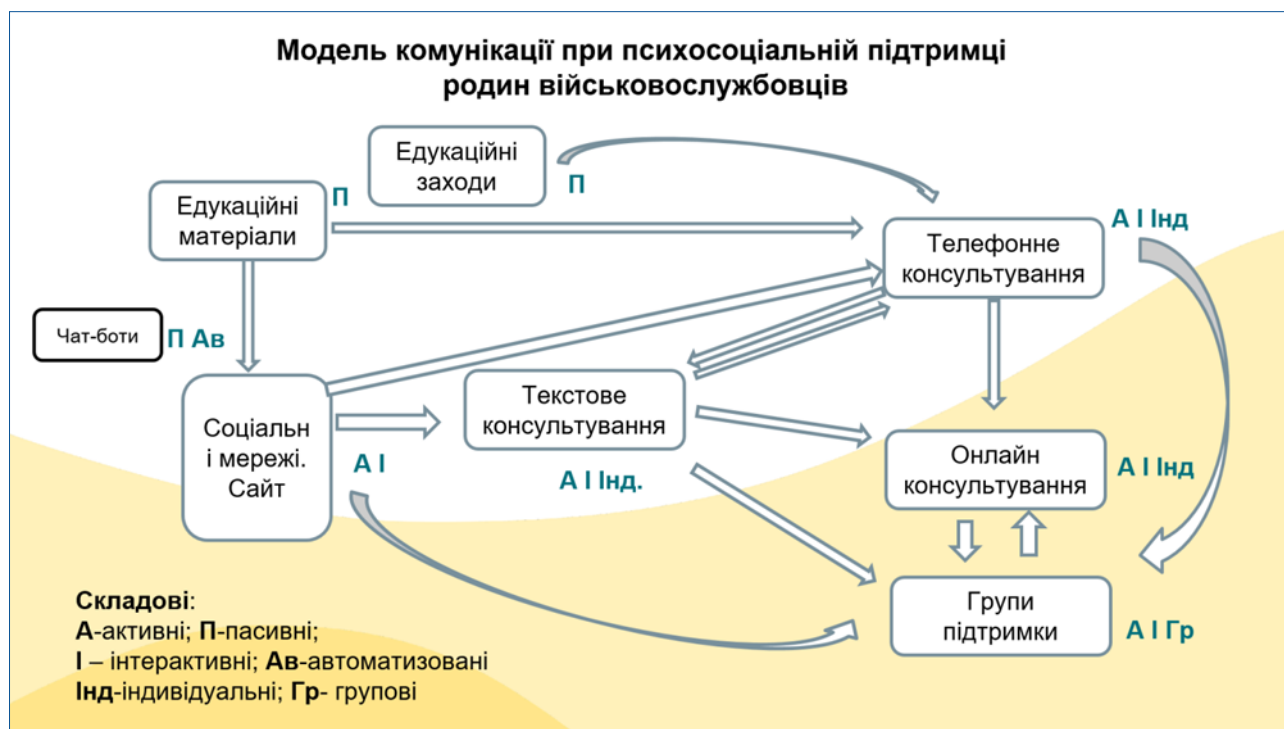 Модель комунікації при психосоціальній підтримці
родин військовослужбовців
Едукаційні
заходи
П
Едукаційні
матеріали
П
Телефонне
консультування
А І Інд
Чат-боти
П Ав
Соціальн
і мережі.
Сайт
А І
Текстове
консультування
А І Інд.
Онлайн
консультування
А І Інд
Групи
підтримки
А І Гр
Складові:
А-активні; П-пасивні;
І – інтерактивні; Ав-автоматизовані
Інд-індивідуальні; Гр- групові